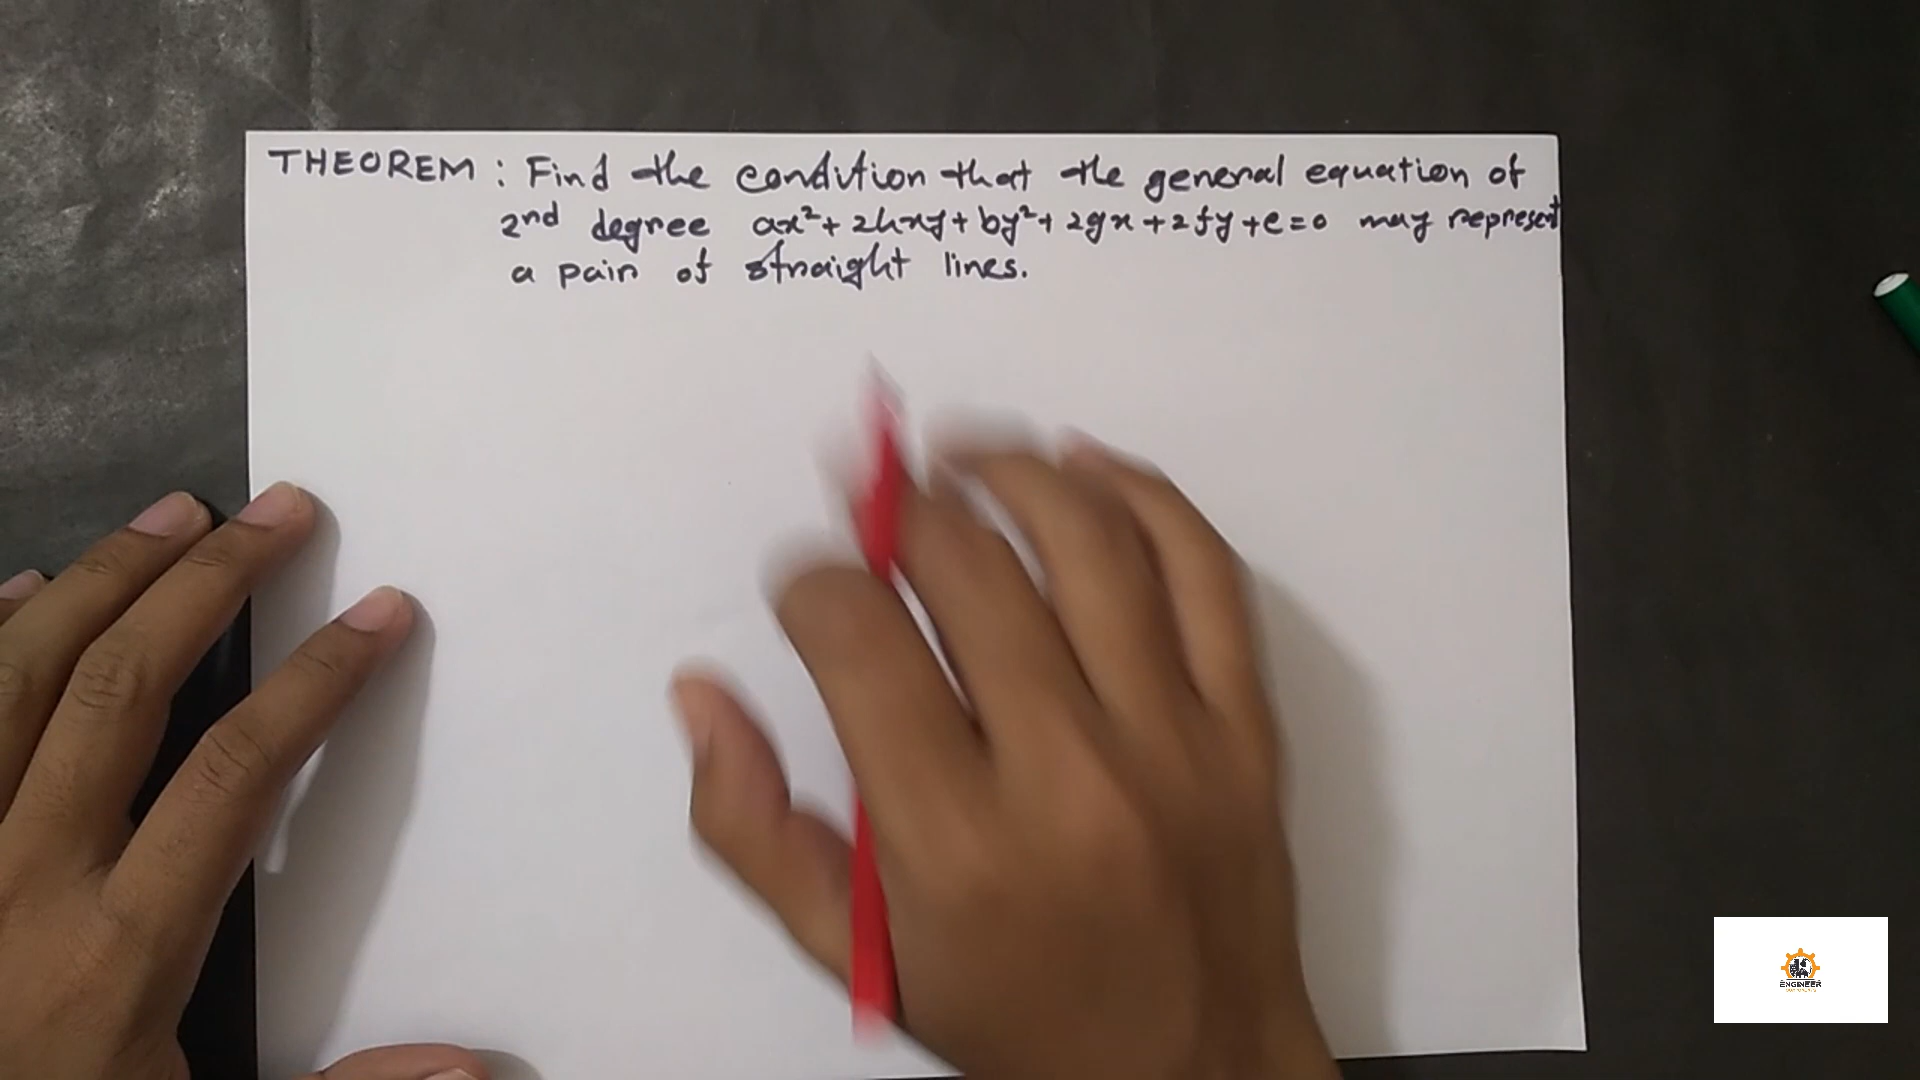 THEOREM : Find the condition that the general equation of
2nd degree ax²+ 2hxy+ by²+ 2gx+2fy+c=0 may represent
a pair of straight lines.
ENGINEER